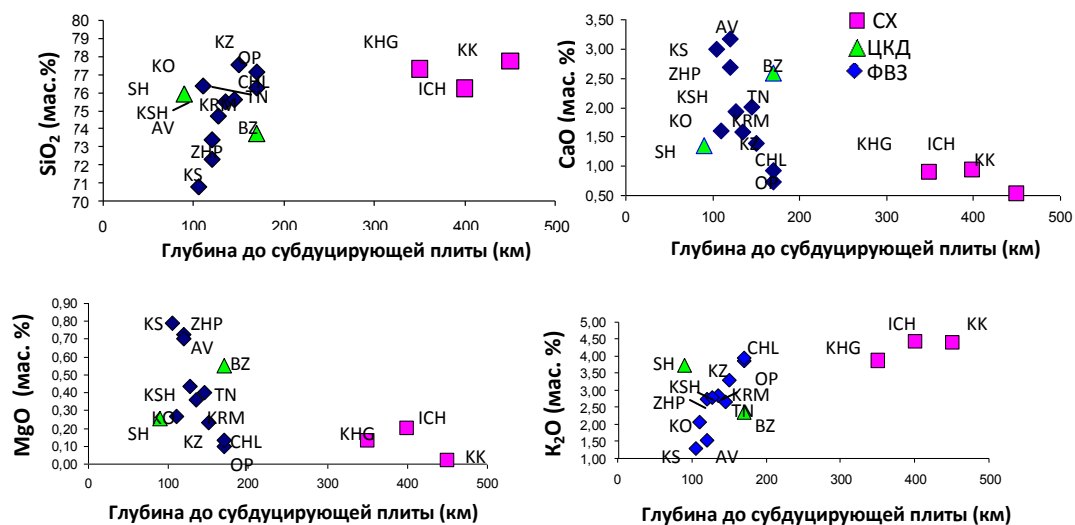 SiO₂ (мас.%)
80
79
78
77
76
75
74
73
72
71
70
KZ
OP
KO
CHL
SH
TN
KSH
KRM
AV
BZ
ZHP
KS
KHG
KK
ICH
0 100 200 300 400 500
Глубина до субдуцирующей плиты (км)
CaO (мас. %)
3,50
3,00
2,50
2,00
1,50
1,00
0,50
AV
KS
ZHP
BZ
KSH
TN
KO
KRM
SH
KZ
CHL
OP
KHG
ICH
KK
СХ
ЦКД
ФВЗ
0 100 200 300 400 500
Глубина до субдуцирующей плиты (км)
MgO (мас. %)
0,90
0,80
0,70
0,60
0,50
0,40
0,30
0,20
0,10
0,00
KS
ZHP
AV
BZ
KSH
TN
KO
KRM
SH
KZ
CHL
OP
KHG
ICH
KK
0 100 200 300 400 500
Глубина до субдуцирующей плиты (км)
K₂O (мас. %)
5,00
4,50
4,00
3,50
3,00
2,50
2,00
1,50
1,00
SH
CHL
KZ
OP
KSH
KRM
ZHP
TN
KO
BZ
KS
AV
KHG
ICH
KK
0 100 200 300 400 500
Глубина до субдуцирующей плиты (км)